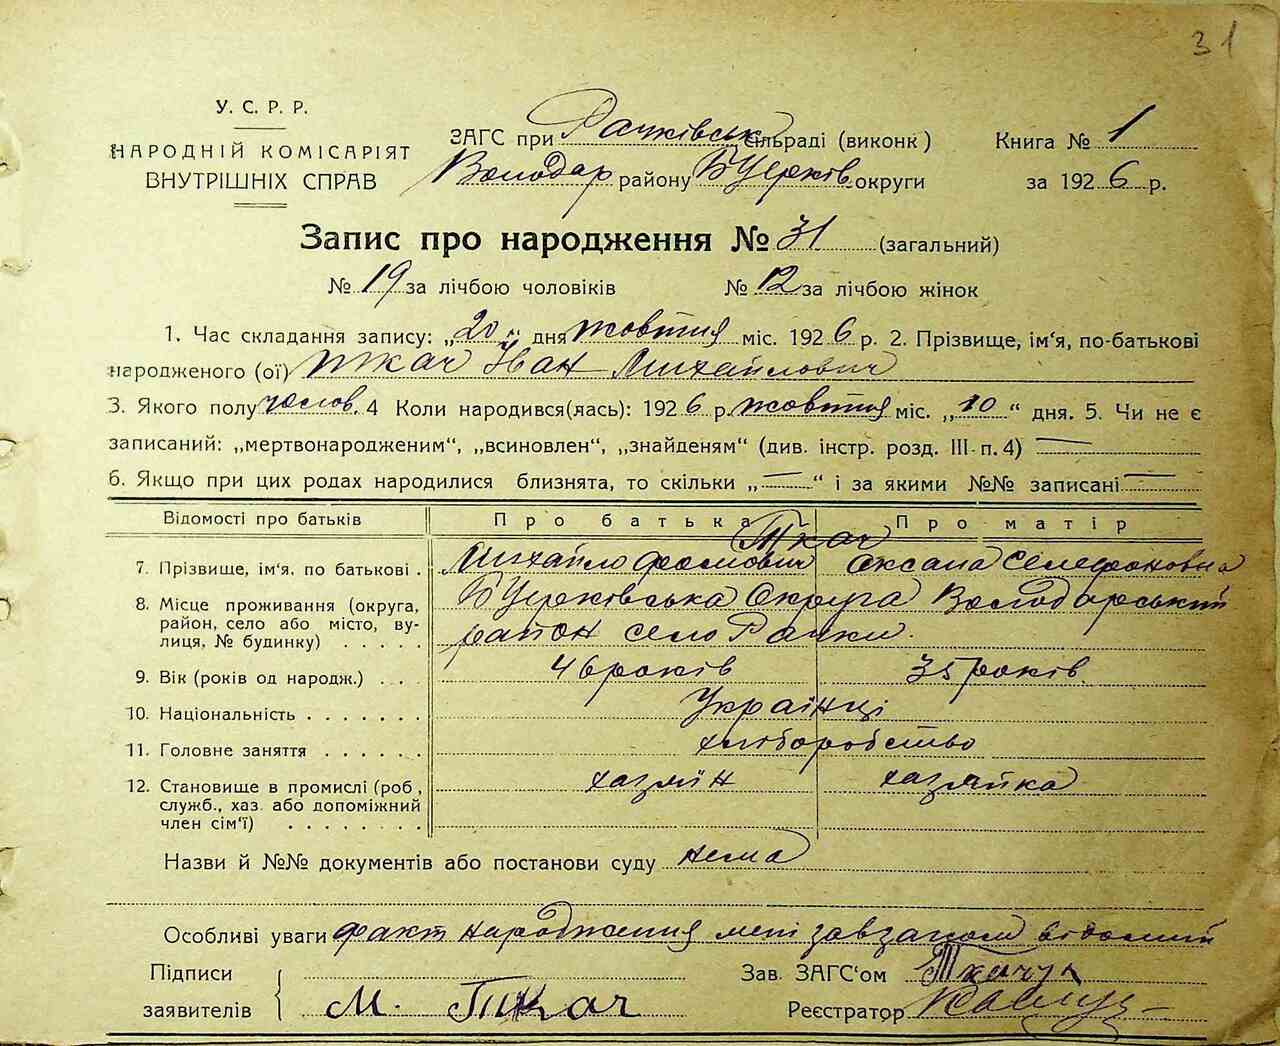 31
У. С. Р. Р.
НАРОДНІЙ КОМІСАРІЯТ
ВНУТРІШНІХ СПРАВ
ЗАГС при Рачківськ сільраді (виконк)
Володар району БЦерків округи
Книга № 1
за 1926 р.
Запис про народження № 31 (загальний)
№ 19 за лічбою чоловіків № 12 за лічбою жінок
1. Час складання запису: „20“ дня жовтня міс. 1926 р. 2. Прізвище, ім‘я, по-батькові
народженого (ої) Ткач Іван Михайлович
3. Якого полу чолов. 4 Коли народився(лась): 1926 р. жовтня міс. „10“ дня. 5. Чи не є
записаний: „мертвонародженим“, „всиновлен“, „знайденям“ (див. інстр. розд. III-п. 4) —
6. Якщо при цих родах народилися близнята, то скільки „—“ і за якими №№ записані —
Відомості про батьків Про батька Про матір
Ткач
7. Прізвище, ім‘я, по батькові . Михайло Фромович Оксана Селефоновна
8. Місце проживання (округа, БЦерківська Округа Володарський
район, село або місто, ву- район село Рачки.
лиця, № будинку) . . . . .
9. Вік (років од народж.) . . 46 років 35 років
10. Національність . . . . . . . Українці
11. Головне заняття . . . . . . хліборобство
12. Становище в промислі (роб, хазяїн хазяйка
служб., хаз. або допоміжний
член сім‘ї) . . . . . . . .
Назви й №№ документів або постанови суду нема
Особливі уваги факт народження мені завзагсом відомий
Підписи
заявителів М. Ткач
Зав. ЗАГС‘ом Ткачук
Реєстратор